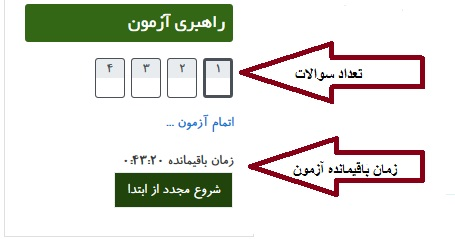 راهبری آزمون
۱ ۲ ۳ ۴
تعداد سوالات
اتمام آزمون ...
زمان باقیمانده ۰:۴۳:۲۰
زمان باقیمانده آزمون
شروع مجدد از ابتدا